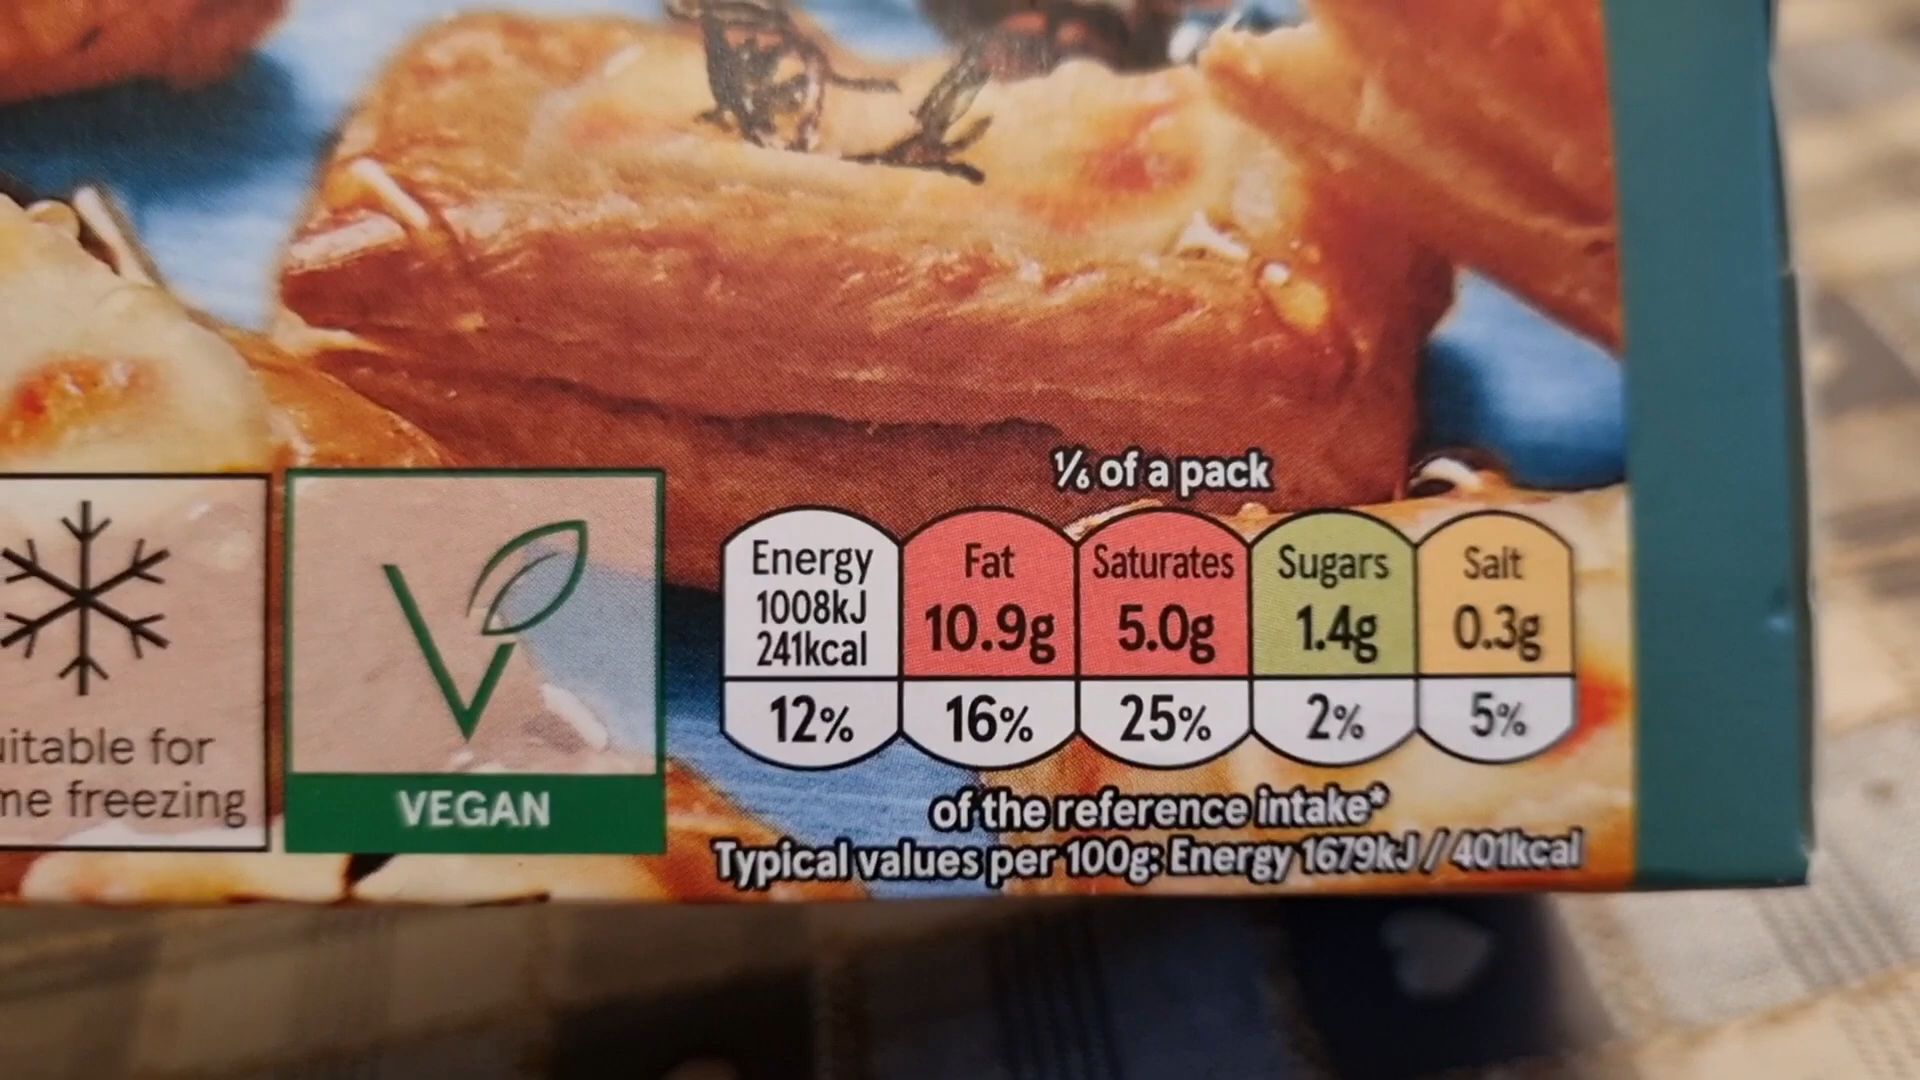 uitable for
me freezing
VEGAN
⅙ of a pack
Energy
1008kJ
241kcal
12%
Fat
10.9g
16%
Saturates
5.0g
25%
Sugars
1.4g
2%
Salt
0.3g
5%
of the reference intake*
Typical values per 100g: Energy 1679kJ / 401kcal